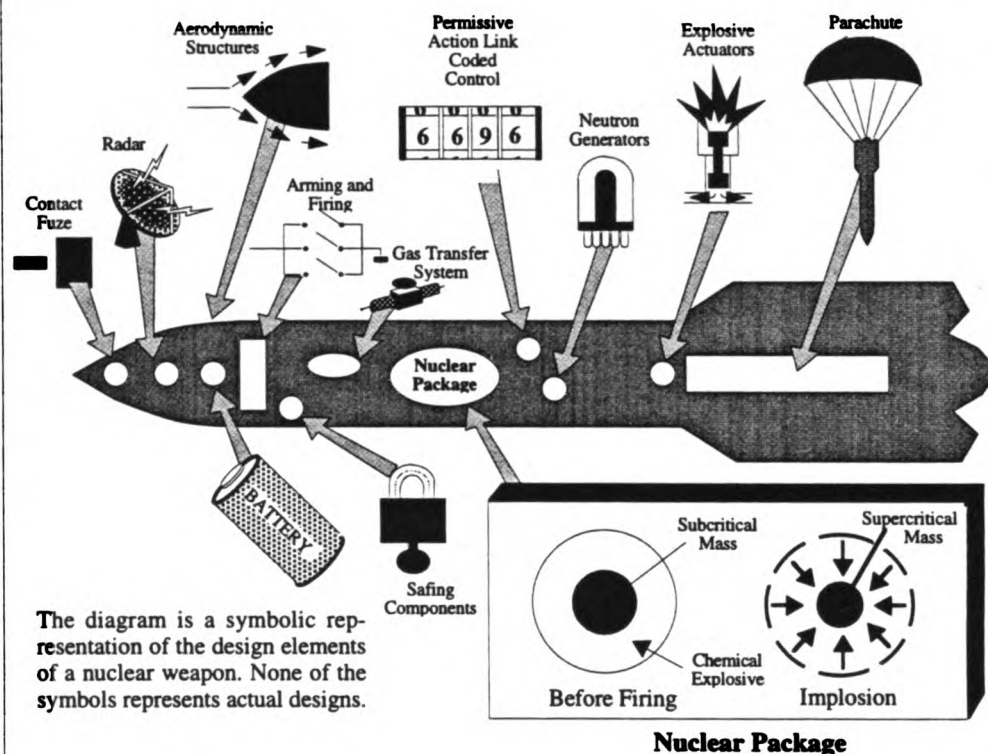 Aerodynamic
Structures
Permissive
Action Link
Coded
Control
Explosive
Actuators
Parachute
6 6 9 6
Neutron
Generators
Radar
Arming and
Firing
Contact
Fuze
Gas Transfer
System
Nuclear
Package
BATTERY
Safing
Components
Subcritical
Mass
Supercritical
Mass
Chemical
Explosive
Before Firing
Implosion
The diagram is a symbolic rep-
resentation of the design elements
of a nuclear weapon. None of the
symbols represents actual designs.
Nuclear Package